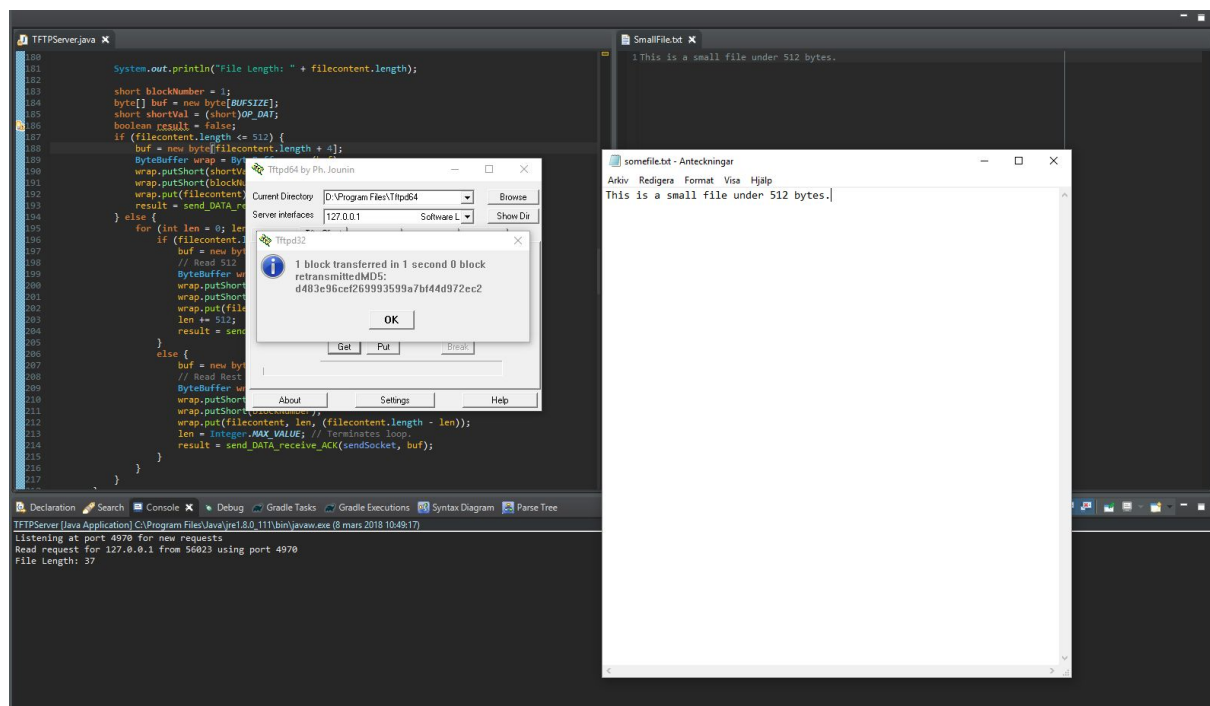 TFTPServer.java
180
181 System.out.println("File Length: " + filecontent.length);
182
183 short blockNumber = 1;
184 byte[] buf = new byte[BUFSIZE];
185 short shortVal = (short)OP_DAT;
186 boolean result = false;
187 if (filecontent.length <= 512) {
188 buf = new byte[filecontent.length + 4];
189 ByteBuffer wrap =
190 wrap.putShort(shortVa
191 wrap.putShort(blockNu
192 wrap.put(filecontent)
193 result = send_DATA_re
194 } else {
195 for (int len = 0; len
196 if (filecontent.l
197 buf = new byt
198 // Read 512
199 ByteBuffer wr
200 wrap.putShort
201 wrap.putShort
202 wrap.put(file
203 len += 512;
204 result = send
205 }
206 else {
207 buf = new byt
208 // Read Rest
209 ByteBuffer wr
210 wrap.putShort
211 wrap.putShort(blockNumber);
212 wrap.put(filecontent, len, (filecontent.length - len));
213 len = Integer.MAX_VALUE; // Terminates loop.
214 result = send_DATA_receive_ACK(sendSocket, buf);
215 }
216 }
217 }
SmallFile.txt
1 This is a small file under 512 bytes.
Tftpd64 by Ph. Jounin
Current Directory D:\Program Files\Tftpd64 Browse
Server interfaces 127.0.0.1 Software L Show Dir
Tftpd32
1 block transferred in 1 second 0 block
retransmittedMD5:
d483e96cef269993599a7bf44d972ec2
OK
Get Put Break
About Settings Help
somefile.txt - Anteckningar
Arkiv Redigera Format Visa Hjälp
This is a small file under 512 bytes.
Declaration Search Console Debug Gradle Tasks Gradle Executions Syntax Diagram Parse Tree
TFTPServer [Java Application] C:\Program Files\Java\jre1.8.0_111\bin\javaw.exe (8 mars 2018 10:49:17)
Listening at port 4970 for new requests
Read request for 127.0.0.1 from 56023 using port 4970
File Length: 37